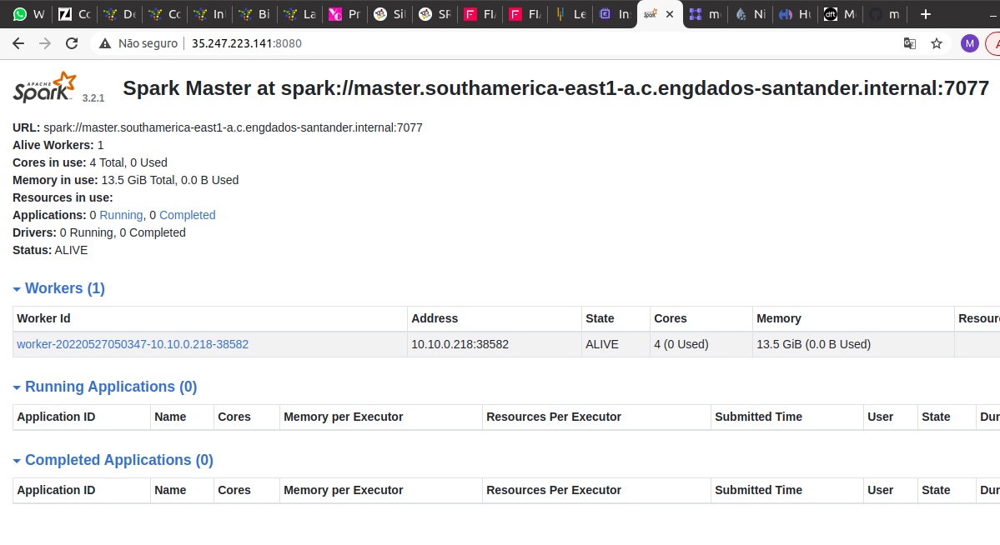 W Co De Co In Bi La Pr Sil SF FI FI Le In m Ni Hu dft M m
Não seguro 35.247.223.141:8080 M
APACHE Spark 3.2.1 Spark Master at spark://master.southamerica-east1-a.c.engdados-santander.internal:7077
URL: spark://master.southamerica-east1-a.c.engdados-santander.internal:7077
Alive Workers: 1
Cores in use: 4 Total, 0 Used
Memory in use: 13.5 GiB Total, 0.0 B Used
Resources in use:
Applications: 0 Running, 0 Completed
Drivers: 0 Running, 0 Completed
Status: ALIVE
Workers (1)
Worker Id Address State Cores Memory Resour
worker-20220527050347-10.10.0.218-38582 10.10.0.218:38582 ALIVE 4 (0 Used) 13.5 GiB (0.0 B Used)
Running Applications (0)
Application ID Name Cores Memory per Executor Resources Per Executor Submitted Time User State Dur
Completed Applications (0)
Application ID Name Cores Memory per Executor Resources Per Executor Submitted Time User State Dur